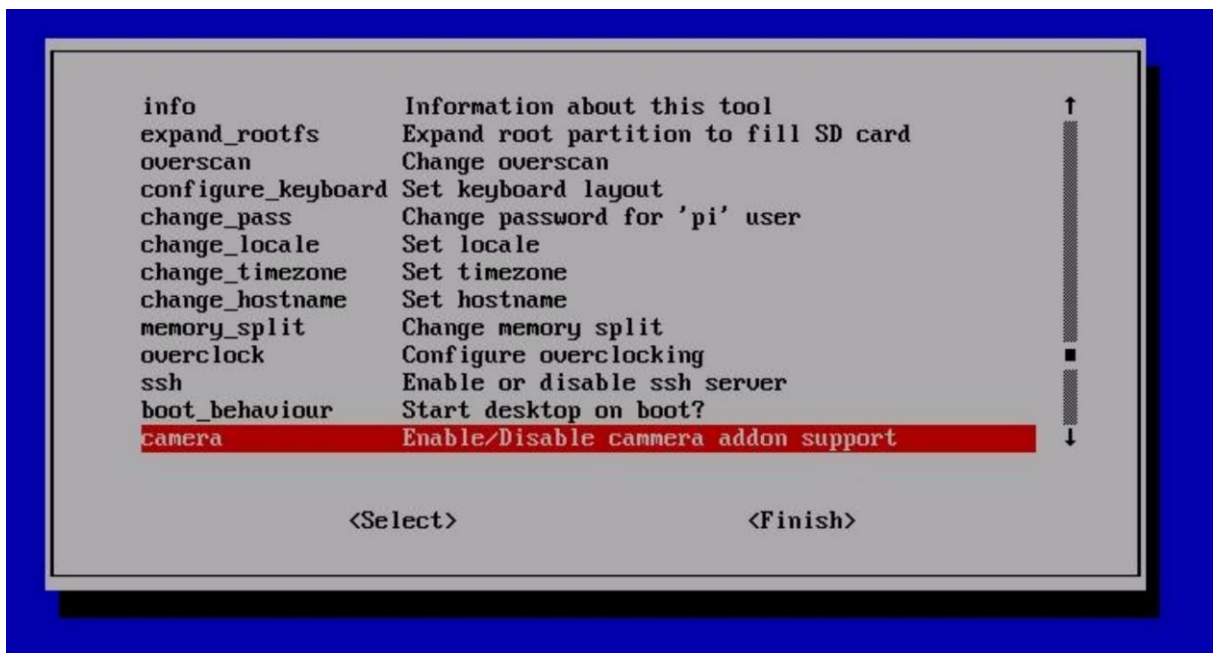 info Information about this tool
expand_rootfs Expand root partition to fill SD card
overscan Change overscan
configure_keyboard Set keyboard layout
change_pass Change password for 'pi' user
change_locale Set locale
change_timezone Set timezone
change_hostname Set hostname
memory_split Change memory split
overclock Configure overclocking
ssh Enable or disable ssh server
boot_behaviour Start desktop on boot?
camera Enable/Disable cammera addon support
<Select> <Finish>